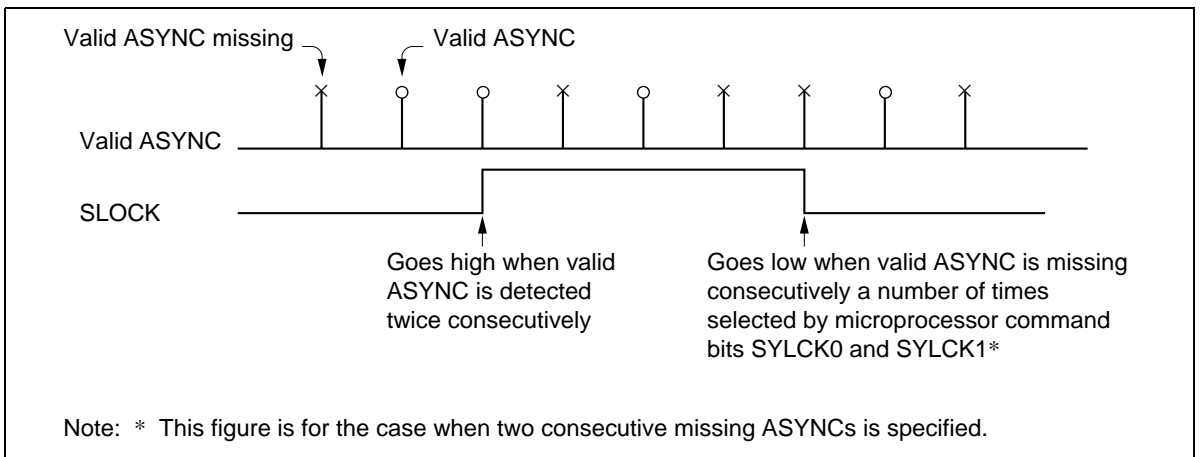 Valid ASYNC missing
Valid ASYNC
Valid ASYNC
SLOCK
Goes high when valid
ASYNC is detected
twice consecutively
Goes low when valid ASYNC is missing
consecutively a number of times
selected by microprocessor command
bits SYLCK0 and SYLCK1*
Note: * This figure is for the case when two consecutive missing ASYNCs is specified.